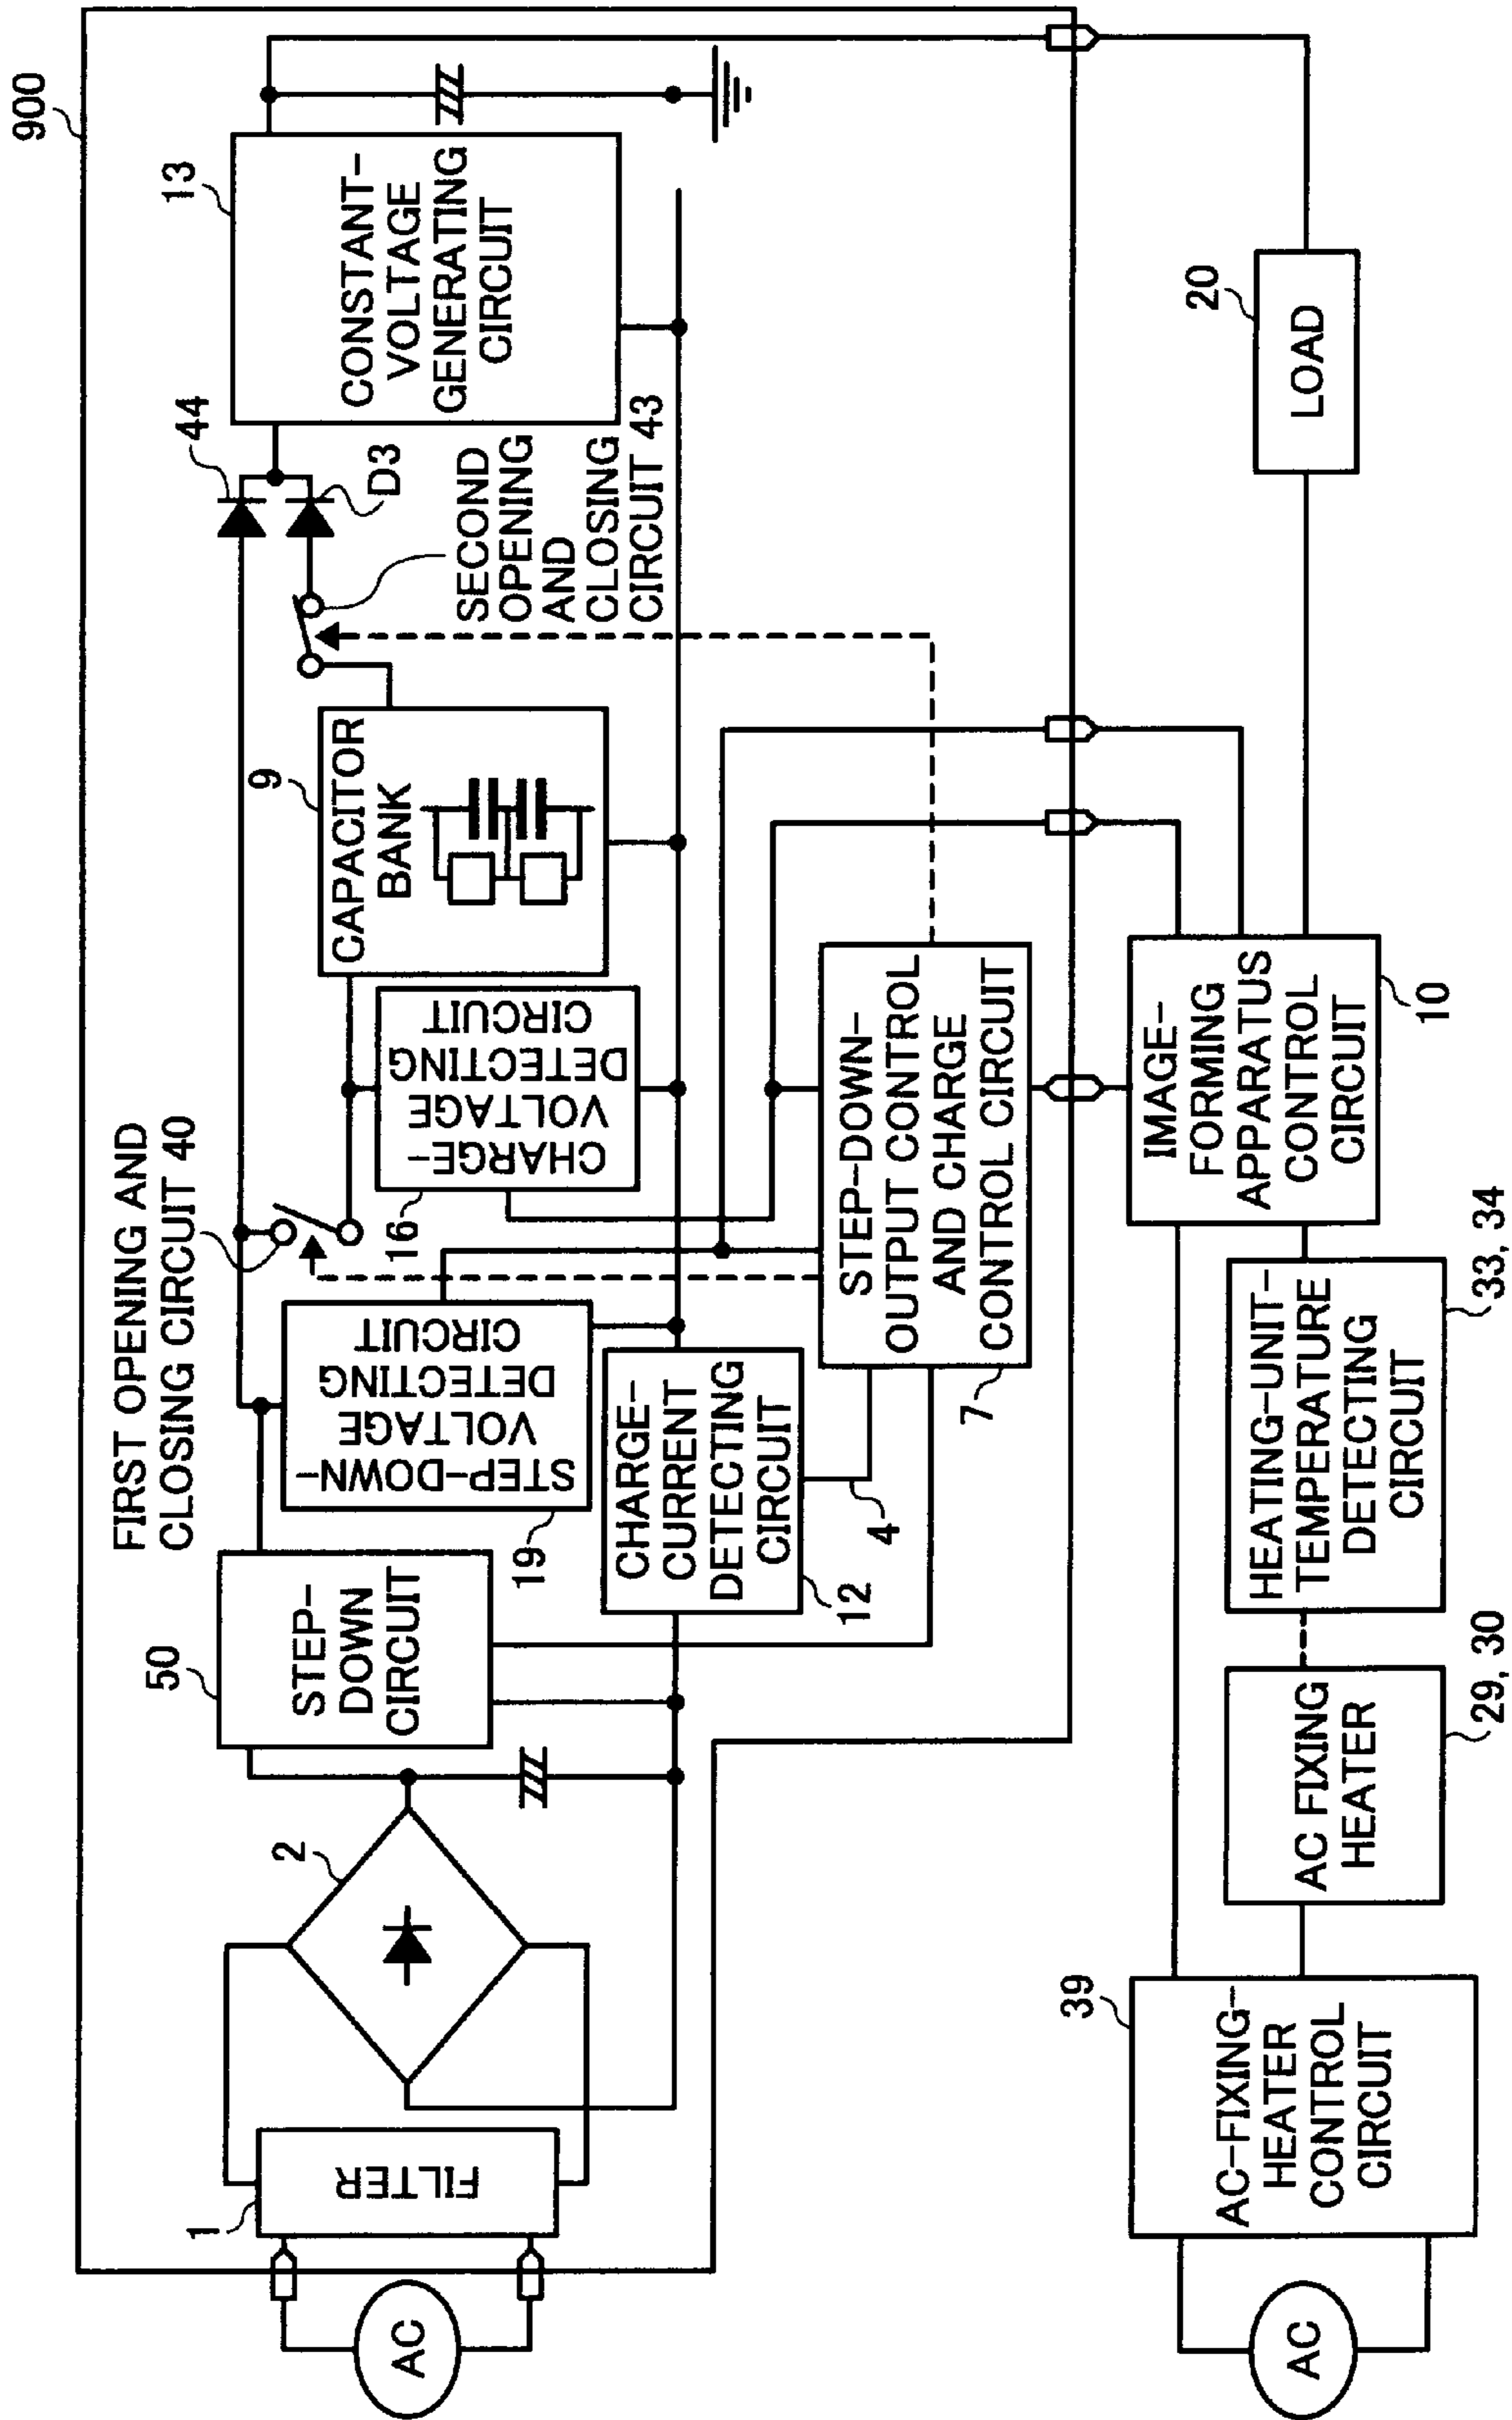 900
13
CONSTANT-
VOLTAGE
GENERATING
CIRCUIT
44
D3
SECOND
OPENING
AND
CLOSING
CIRCUIT 43
9
CAPACITOR
BANK
FIRST OPENING AND
CLOSING CIRCUIT 40
16
CHARGE-
VOLTAGE
DETECTING
CIRCUIT
19
STEP-DOWN-
VOLTAGE
DETECTING
CIRCUIT
50
STEP-
DOWN
CIRCUIT
CHARGE-
CURRENT
DETECTING
CIRCUIT
12
4
2
1
FILTER
AC
STEP-DOWN-
OUTPUT CONTROL
AND CHARGE
CONTROL CIRCUIT
7
20
LOAD
IMAGE-
FORMING
APPARATUS
CONTROL
CIRCUIT
10
HEATING-UNIT-
TEMPERATURE
DETECTING
CIRCUIT
33, 34
AC FIXING
HEATER
29, 30
39
AC-FIXING-
HEATER
CONTROL
CIRCUIT
AC